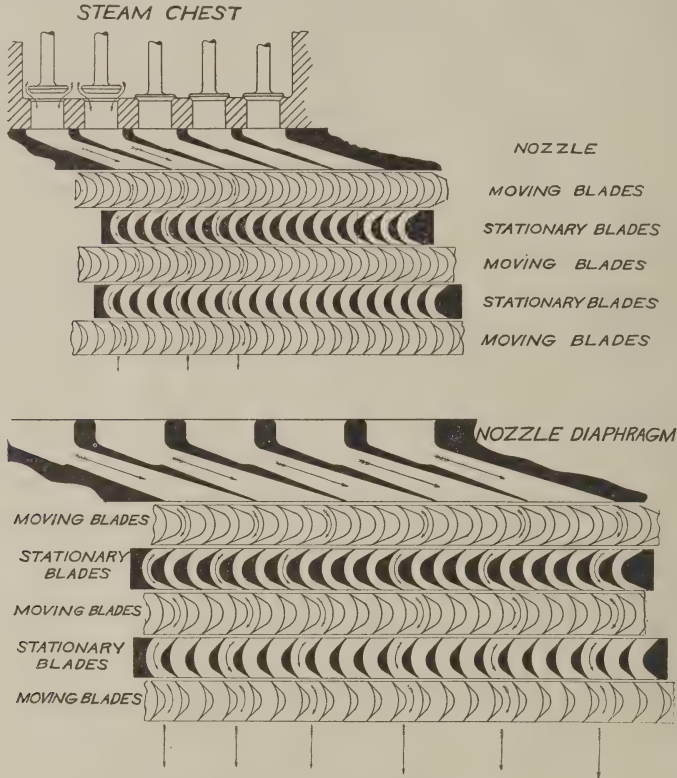 STEAM CHEST
NOZZLE
MOVING BLADES
STATIONARY BLADES
MOVING BLADES
STATIONARY BLADES
MOVING BLADES
NOZZLE DIAPHRAGM
MOVING BLADES
STATIONARY
BLADES
MOVING BLADES
STATIONARY
BLADES
MOVING BLADES